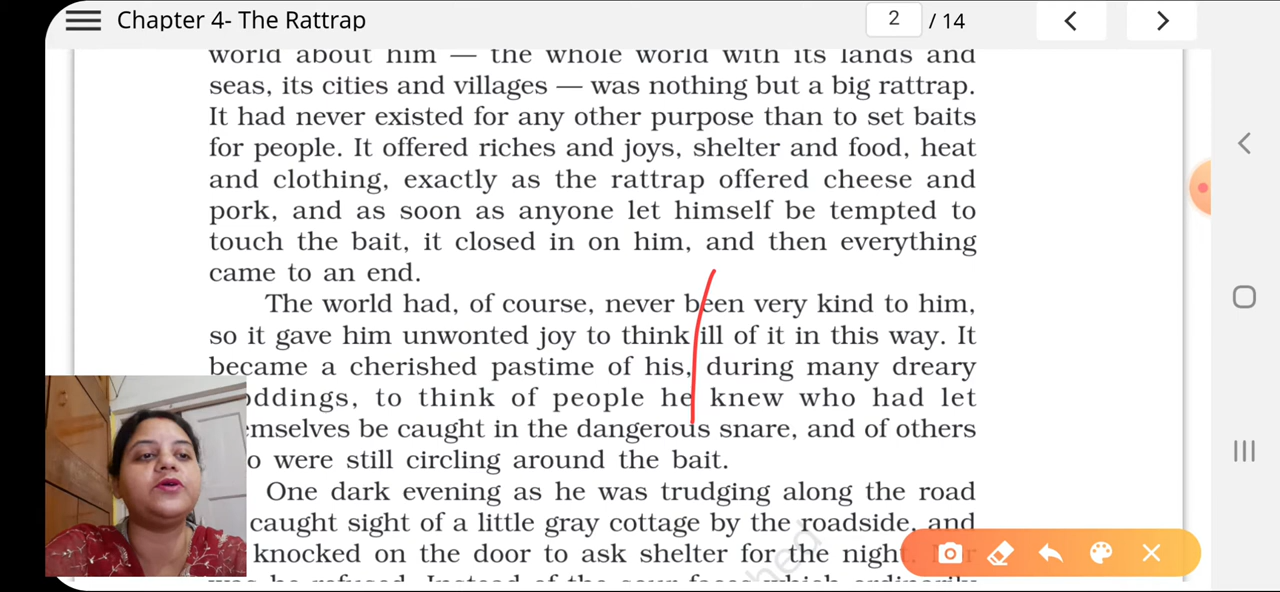 Chapter 4- The Rattrap
2 / 14
world about him — the whole world with its lands and
seas, its cities and villages — was nothing but a big rattrap.
It had never existed for any other purpose than to set baits
for people. It offered riches and joys, shelter and food, heat
and clothing, exactly as the rattrap offered cheese and
pork, and as soon as anyone let himself be tempted to
touch the bait, it closed in on him, and then everything
came to an end.
The world had, of course, never been very kind to him,
so it gave him unwonted joy to think ill of it in this way. It
became a cherished pastime of his, during many dreary
to think of people he knew who had let
be caught in the dangerous snare, and of others
were still circling around the bait.
One dark evening as he was trudging along the road
caught sight of a little gray cottage by the roadside, and
knocked on the door to ask shelter for the night.